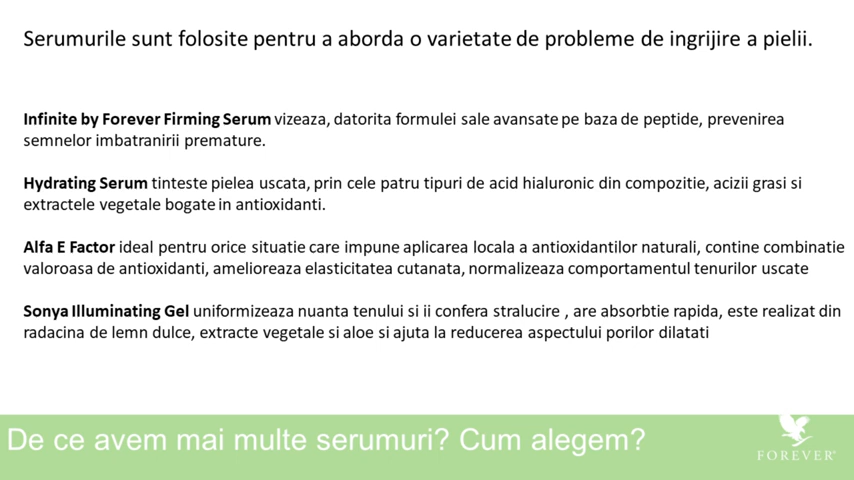 Serumurile sunt folosite pentru a aborda o varietate de probleme de ingrijire a pielii.
Infinite by Forever Firming Serum vizeaza, datorita formulei sale avansate pe baza de peptide, prevenirea
semnelor imbatranirii premature.
Hydrating Serum tinteste pielea uscata, prin cele patru tipuri de acid hialuronic din compozitie, acizii grasi si
extractele vegetale bogate in antioxidanti.
Alfa E Factor ideal pentru orice situatie care impune aplicarea locala a antioxidantilor naturali, contine combinatie
valoroasa de antioxidanti, amelioreaza elasticitatea cutanata, normalizeaza comportamentul tenurilor uscate
Sonya Illuminating Gel uniformizeaza nuanta tenului si ii confera stralucire , are absorbtie rapida, este realizat din
radacina de lemn dulce, extracte vegetale si aloe si ajuta la reducerea aspectului porilor dilatati
De ce avem mai multe serumuri? Cum alegem?
FOREVER